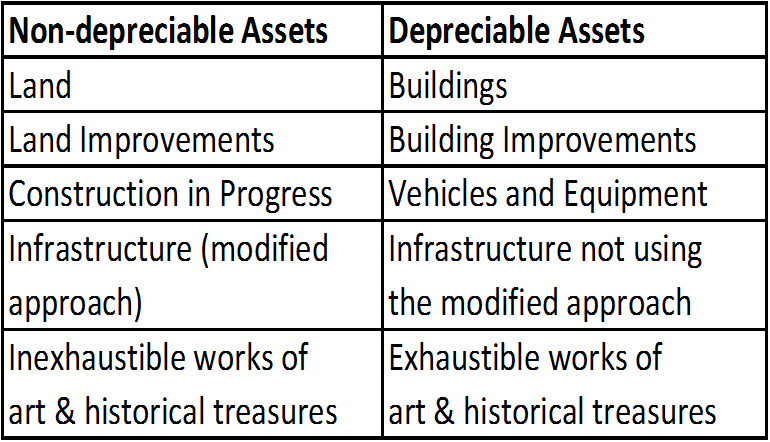 Non-depreciable Assets Depreciable Assets
Land Buildings
Land Improvements Building Improvements
Construction in Progress Vehicles and Equipment
Infrastructure (modified Infrastructure not using
approach) the modified approach
Inexhaustible works of Exhaustible works of
art & historical treasures art & historical treasures